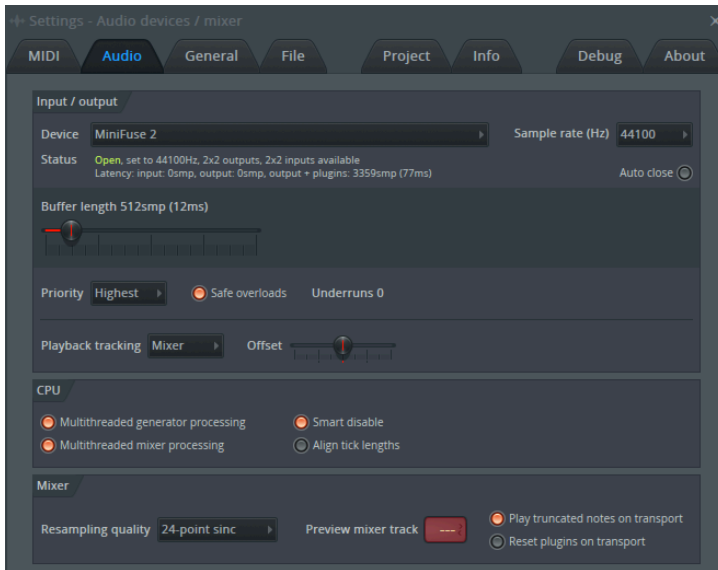 Settings - Audio devices / mixer
MIDI Audio General File Project Info Debug About
Input / output
Device MiniFuse 2 Sample rate (Hz) 44100
Status Open, set to 44100Hz, 2x2 outputs, 2x2 inputs available
Latency: input: 0smp, output: 0smp, output + plugins: 3359smp (77ms) Auto close
Buffer length 512smp (12ms)
Priority Highest Safe overloads Underruns 0
Playback tracking Mixer Offset
CPU
Multithreaded generator processing Smart disable
Multithreaded mixer processing Align tick lengths
Mixer
Resampling quality 24-point sinc Preview mixer track --- Play truncated notes on transport
Reset plugins on transport